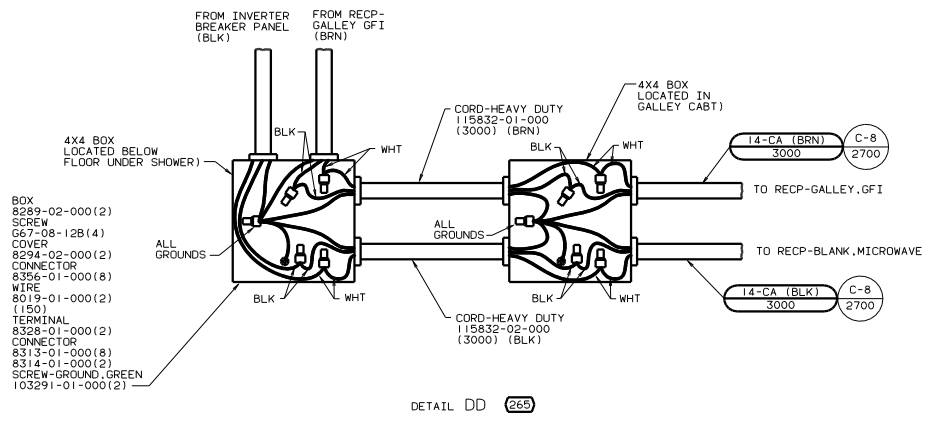 FROM INVERTER
BREAKER PANEL
(BLK)
FROM RECP-
GALLEY GFI
(BRN)
4X4 BOX
LOCATED BELOW
FLOOR UNDER SHOWER)
BLK
WHT
CORD-HEAVY DUTY
115832-01-000
(3000) (BRN)
4X4 BOX
LOCATED IN
GALLEY CABT)
BLK
WHT
14-CA (BRN)
3000
C-8
2700
TO RECP-GALLEY,GFI
BOX
8289-02-000(2)
SCREW
G67-08-12B(4)
COVER
8294-02-000(2)
CONNECTOR
8356-01-000(8)
WIRE
8019-01-000(2)
(150)
TERMINAL
8328-01-000(2)
CONNECTOR
8313-01-000(8)
8314-01-000(2)
SCREW-GROUND,GREEN
103291-01-000(2)
ALL
GROUNDS
ALL
GROUNDS
TO RECP-BLANK,MICROWAVE
BLK
WHT
BLK
WHT
14-CA (BLK)
3000
C-8
2700
CORD-HEAVY DUTY
115832-02-000
(3000) (BLK)
DETAIL DD 265